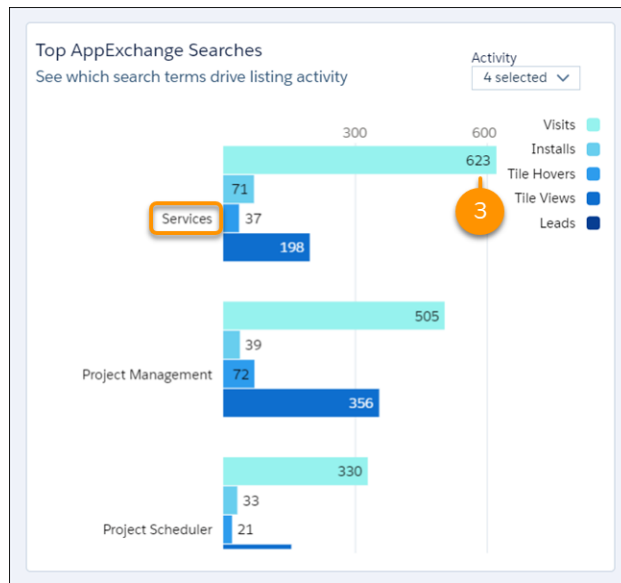 Top AppExchange Searches
See which search terms drive listing activity
Activity
4 selected
300
600
Visits
Installs
Tile Hovers
Tile Views
Leads
623
3
71
Services
37
198
505
39
Project Management
72
356
330
33
Project Scheduler
21